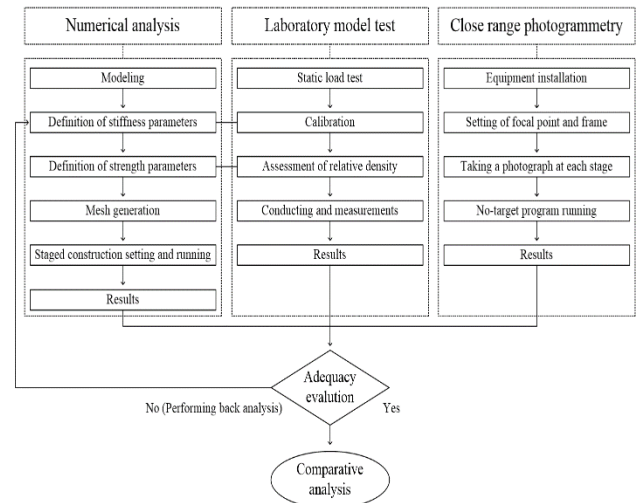 Numerical analysis
Laboratory model test
Close range photogrammetry
Modeling
Definition of stiffness parameters
Definition of strength parameters
Mesh generation
Staged construction setting and running
Results
Static load test
Calibration
Assessment of relative density
Conducting and measurements
Results
Equipment installation
Setting of focal point and frame
Taking a photograph at each stage
No-target program running
Results
Adequacy
evalution
No (Performing back analysis)
Yes
Comparative
analysis